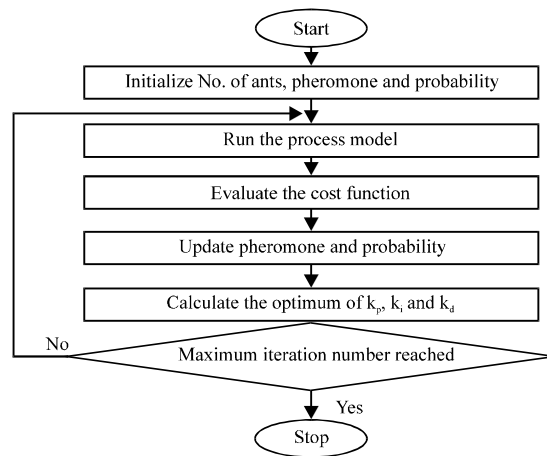 Start
Initialize No. of ants, pheromone and probability
Run the process model
Evaluate the cost function
Update pheromone and probability
Calculate the optimum of kp, ki and kd
Maximum iteration number reached
No
Yes
Stop